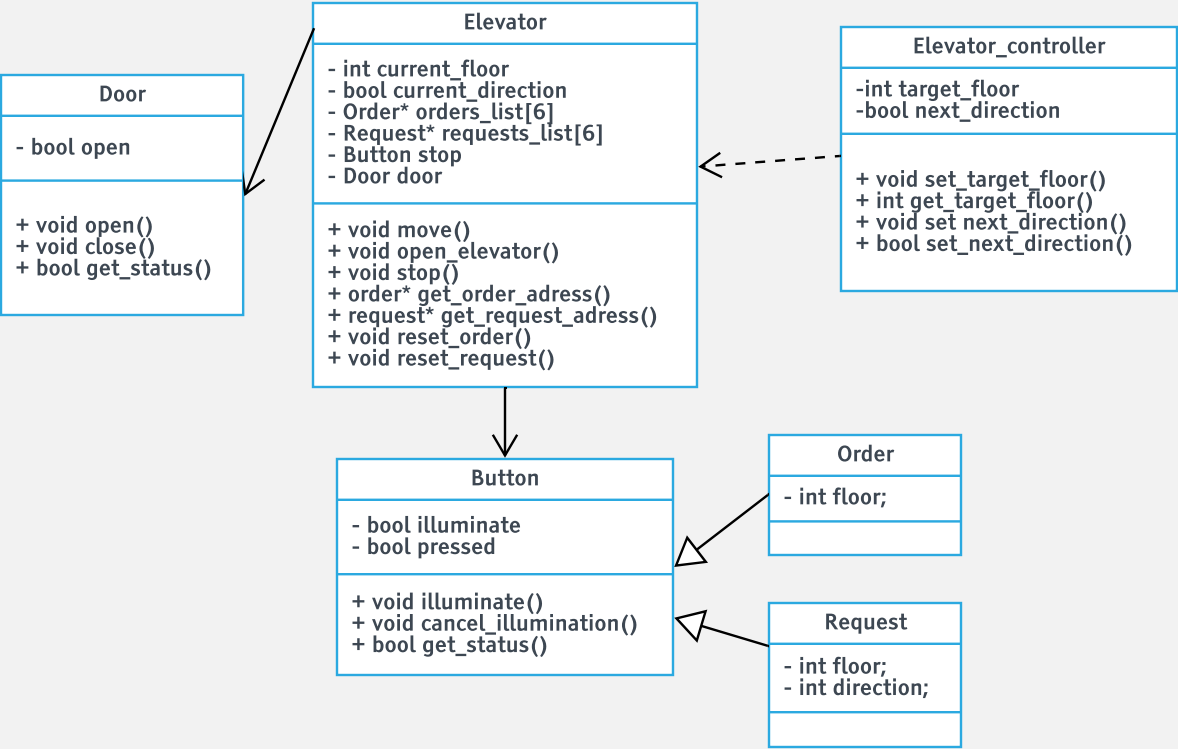 Door
- bool open
+ void open()
+ void close()
+ bool get_status()
Elevator
- int current_floor
- bool current_direction
- Order* orders_list[6]
- Request* requests_list[6]
- Button stop
- Door door
+ void move()
+ void open_elevator()
+ void stop()
+ order* get_order_adress()
+ request* get_request_adress()
+ void reset_order()
+ void reset_request()
Elevator_controller
-int target_floor
-bool next_direction
+ void set_target_floor()
+ int get_target_floor()
+ void set next_direction()
+ bool set_next_direction()
Button
- bool illuminate
- bool pressed
+ void illuminate()
+ void cancel_illumination()
+ bool get_status()
Order
- int floor;
Request
- int floor;
- int direction;